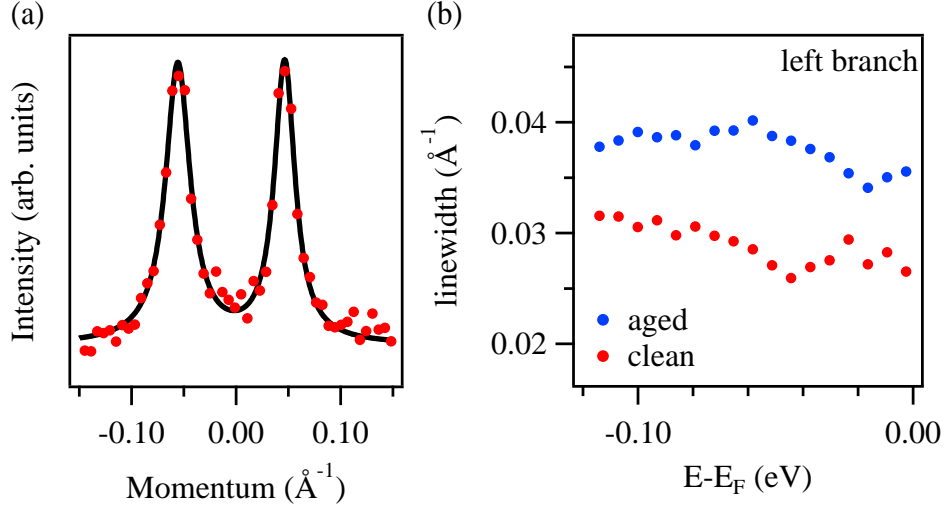 (a)
Intensity (arb. units)
-0.10
0.00
0.10
Momentum (Å⁻¹)
(b)
left branch
linewidth (Å⁻¹)
0.04
0.03
0.02
aged
clean
-0.10
0.00
E-E_F (eV)